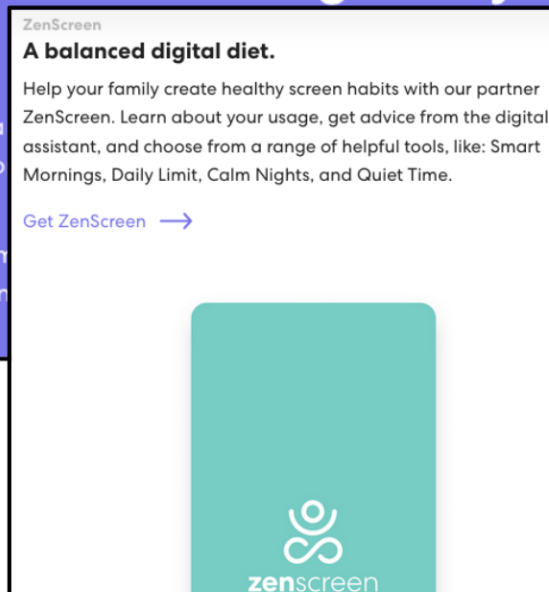 ZenScreen
A balanced digital diet.
Help your family create healthy screen habits with our partner
ZenScreen. Learn about your usage, get advice from the digital
assistant, and choose from a range of helpful tools, like: Smart
Mornings, Daily Limit, Calm Nights, and Quiet Time.
Get ZenScreen
zenscreen